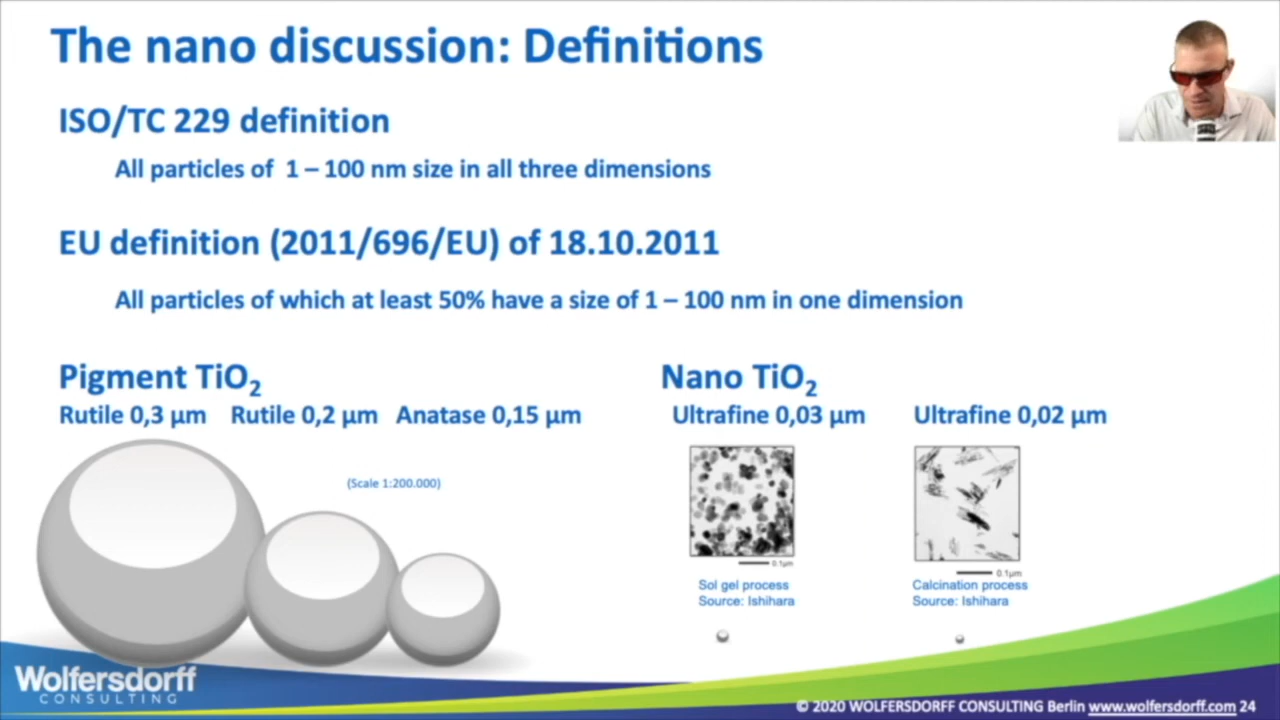 The nano discussion: Definitions
ISO/TC 229 definition
All particles of 1 – 100 nm size in all three dimensions
EU definition (2011/696/EU) of 18.10.2011
All particles of which at least 50% have a size of 1 – 100 nm in one dimension
Pigment TiO₂
Rutile 0,3 µm Rutile 0,2 µm Anatase 0,15 µm
(Scale 1:200.000)
Nano TiO₂
Ultrafine 0,03 µm Ultrafine 0,02 µm
0.1µm
Sol gel process
Source: Ishihara
0.1µm
Calcination process
Source: Ishihara
Wolfersdorff
CONSULTING
© 2020 WOLFERSDORFF CONSULTING Berlin www.wolfersdorff.com 24